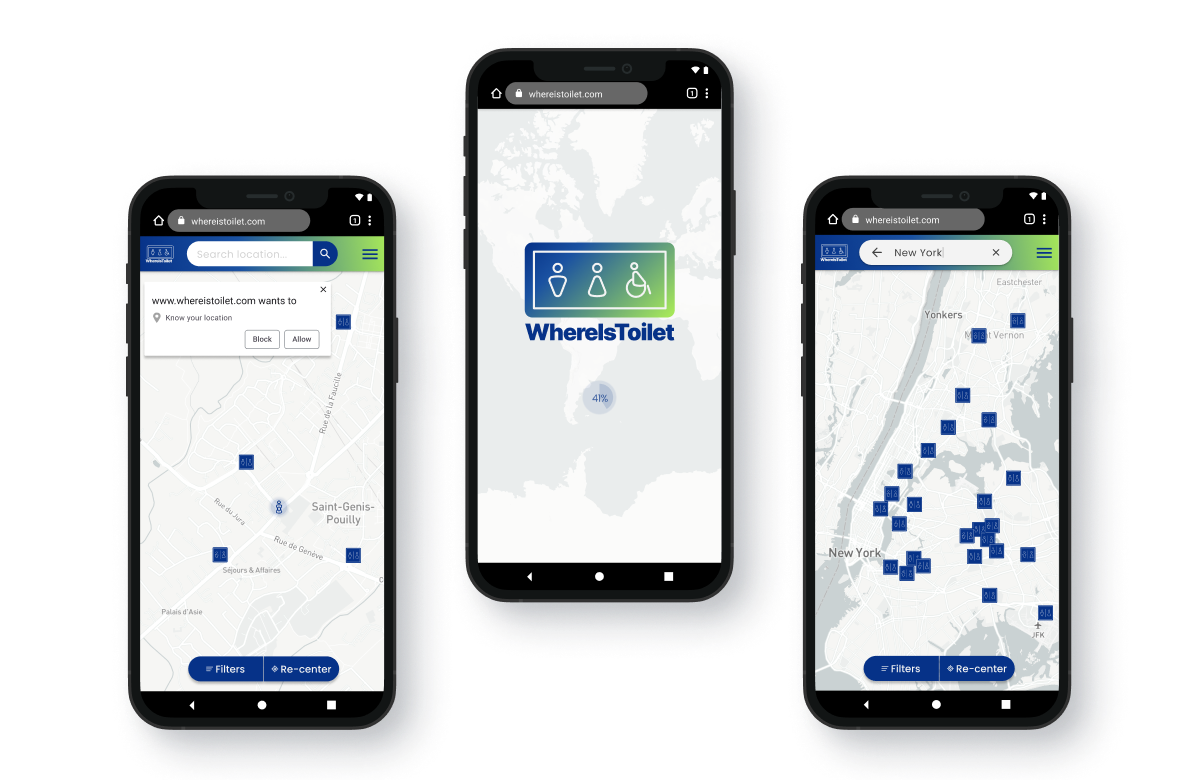 whereistoilet.com
1
WhereIsToilet
Search location...
www.whereistoilet.com wants to
Know your location
Block
Allow
Rue de la Faucille
Rue du Jura
Saint-Genis-
Pouilly
Rue de Genève
Séjours & Affaires
C
Palais d'Asie
Filters
Re-center
whereistoilet.com
1
WhereIsToilet
41%
whereistoilet.com
1
WhereIsToilet
New York
Eastchester
Yonkers
Mount Vernon
New York
JFK
Filters
Re-center